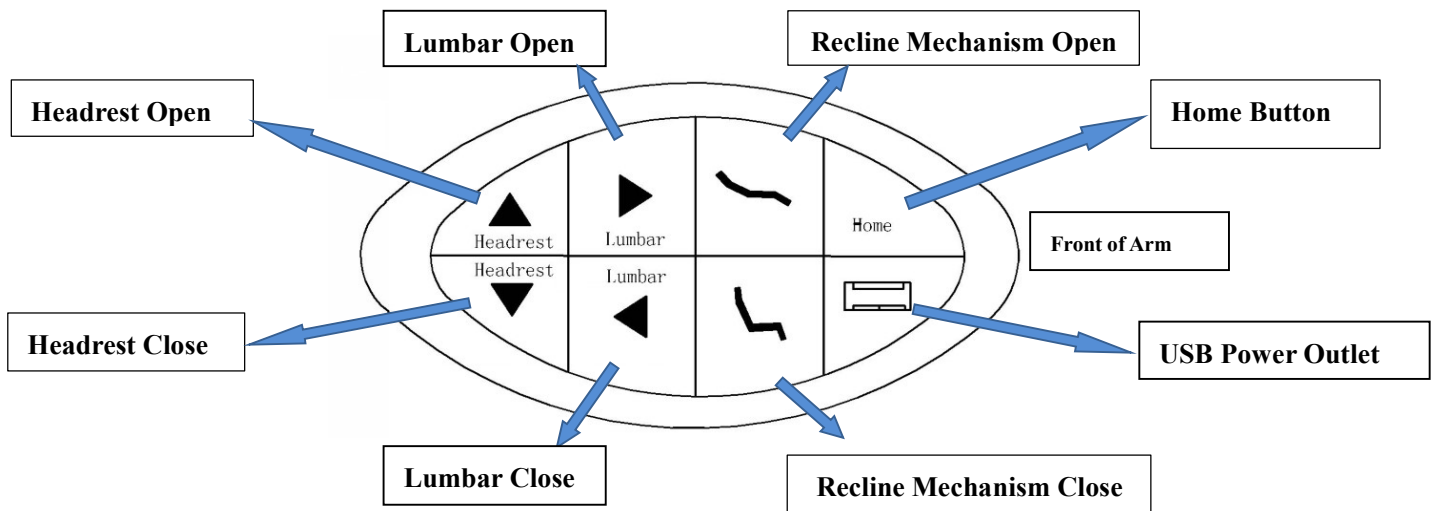 Lumbar Open
Recline Mechanism Open
Headrest Open
Home Button
Headrest
Lumbar
Home
Front of Arm
Headrest
Lumbar
Headrest Close
USB Power Outlet
Lumbar Close
Recline Mechanism Close